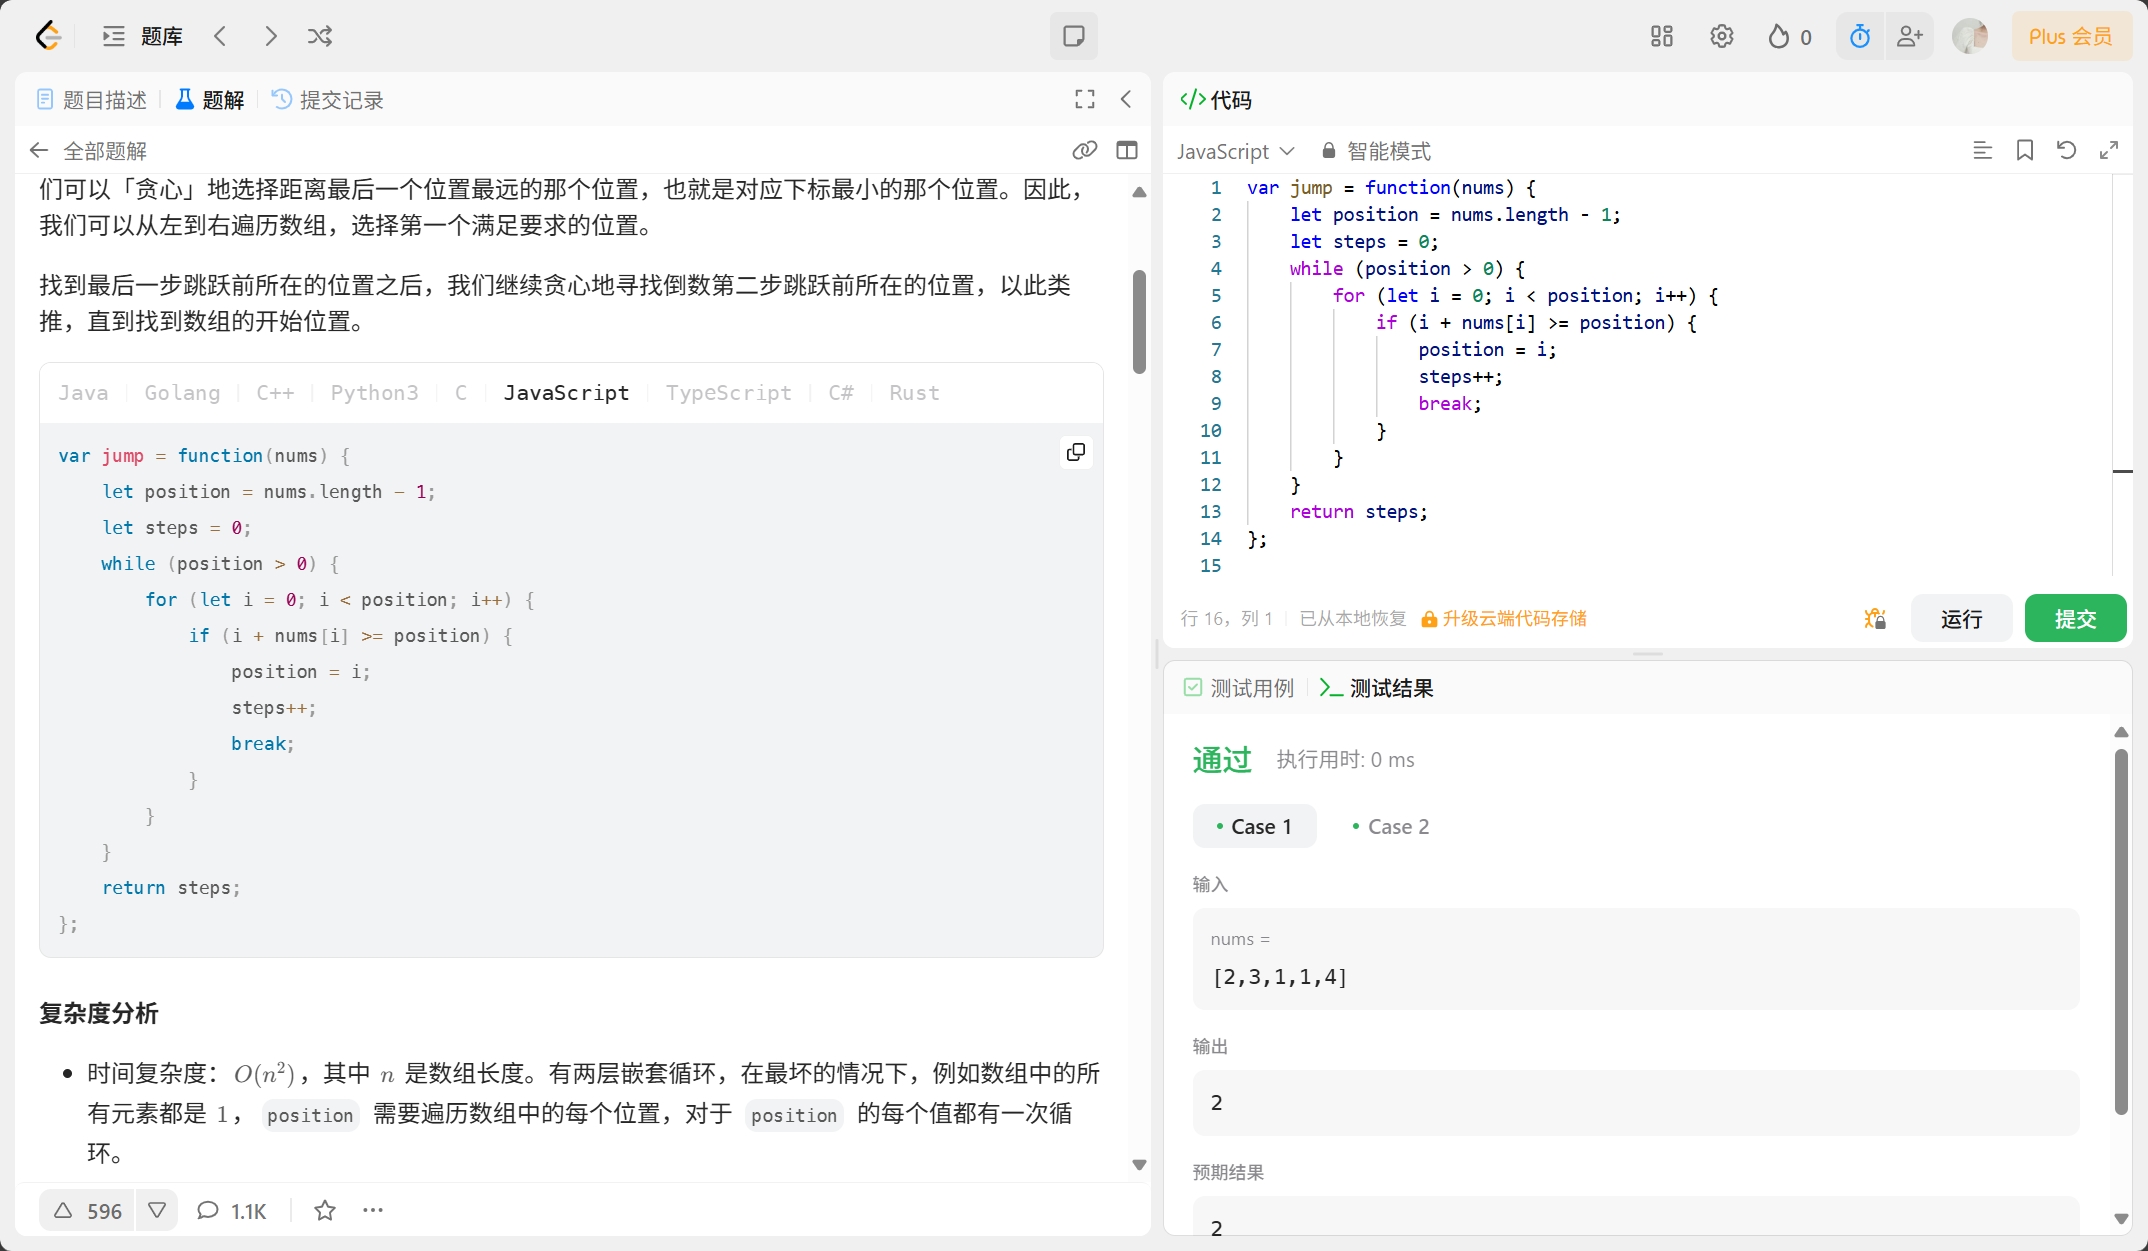 题库
0
Plus 会员
题目描述
题解
提交记录
全部题解
们可以「贪心」地选择距离最后一个位置最远的那个位置，也就是对应下标最小的那个位置。因此，
我们可以从左到右遍历数组，选择第一个满足要求的位置。
找到最后一步跳跃前所在的位置之后，我们继续贪心地寻找倒数第二步跳跃前所在的位置，以此类
推，直到找到数组的开始位置。
Java Golang C++ Python3 C JavaScript TypeScript C# Rust
var jump = function(nums) {
    let position = nums.length - 1;
    let steps = 0;
    while (position > 0) {
        for (let i = 0; i < position; i++) {
            if (i + nums[i] >= position) {
                position = i;
                steps++;
                break;
            }
        }
    }
    return steps;
};
复杂度分析
• 时间复杂度：O(n²)，其中 n 是数组长度。有两层嵌套循环，在最坏的情况下，例如数组中的所
有元素都是 1， position 需要遍历数组中的每个位置，对于 position 的每个值都有一次循
环。
596
1.1K
</>代码
JavaScript
智能模式
1 var jump = function(nums) {
2     let position = nums.length - 1;
3     let steps = 0;
4     while (position > 0) {
5         for (let i = 0; i < position; i++) {
6             if (i + nums[i] >= position) {
7                 position = i;
8                 steps++;
9                 break;
10             }
11         }
12     }
13     return steps;
14 };
15
行 16，列 1
已从本地恢复
升级云端代码存储
运行
提交
测试用例
测试结果
通过
执行用时: 0 ms
• Case 1
• Case 2
输入
nums =
[2,3,1,1,4]
输出
2
预期结果
2